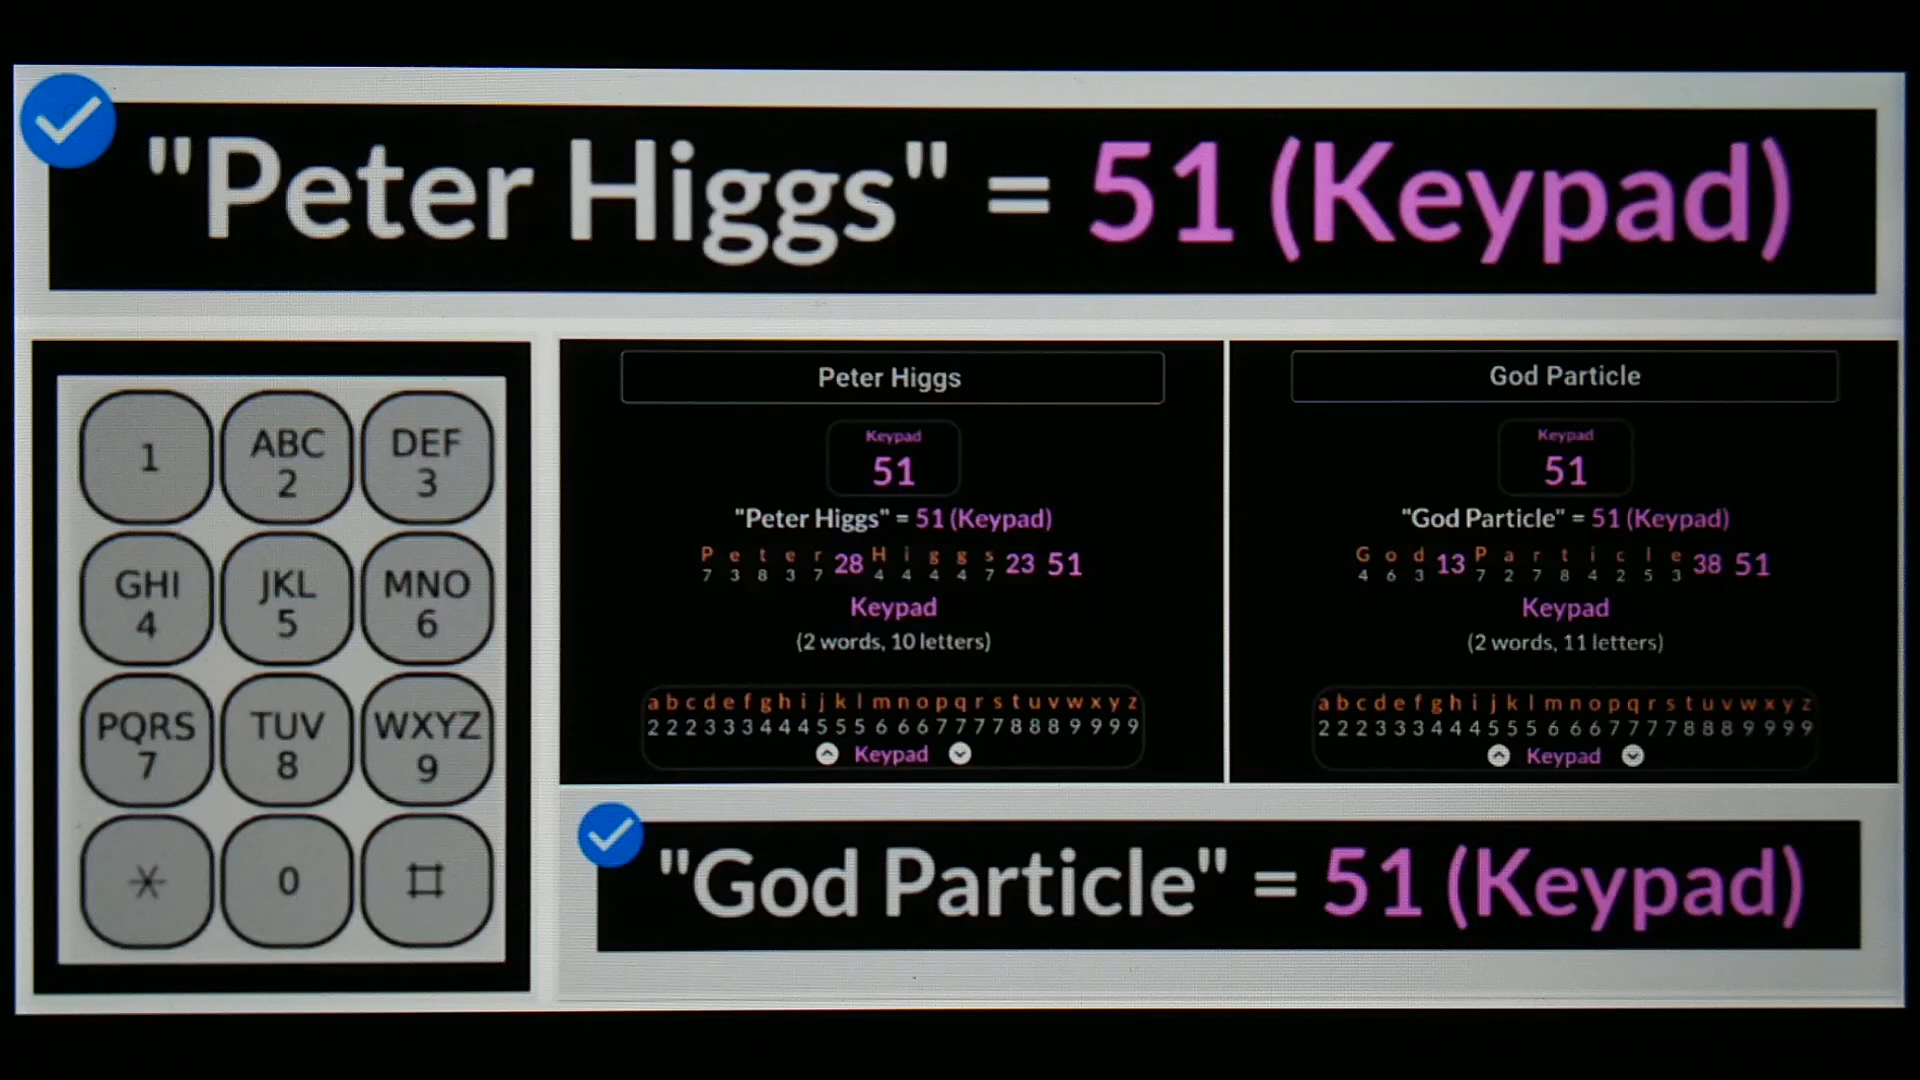 "Peter Higgs" = 51 (Keypad)
1
ABC
2
DEF
3
GHI
4
JKL
5
MNO
6
PQRS
7
TUV
8
WXYZ
9
*
0
#
Peter Higgs
Keypad
51
"Peter Higgs" = 51 (Keypad)
P e t e r 28 H i g g s 23 51
7 3 8 3 7 4 4 4 4 7
Keypad
(2 words, 10 letters)
a b c d e f g h i j k l m n o p q r s t u v w x y z
2 2 2 3 3 3 4 4 4 5 5 5 6 6 6 7 7 7 7 8 8 8 9 9 9 9
Keypad
God Particle
Keypad
51
"God Particle" = 51 (Keypad)
G o d 13 P a r t i c l e 38 51
4 6 3 7 2 7 8 4 2 5 3
Keypad
(2 words, 11 letters)
a b c d e f g h i j k l m n o p q r s t u v w x y z
2 2 2 3 3 3 4 4 4 5 5 5 6 6 6 7 7 7 7 8 8 8 9 9 9 9
Keypad
"God Particle" = 51 (Keypad)